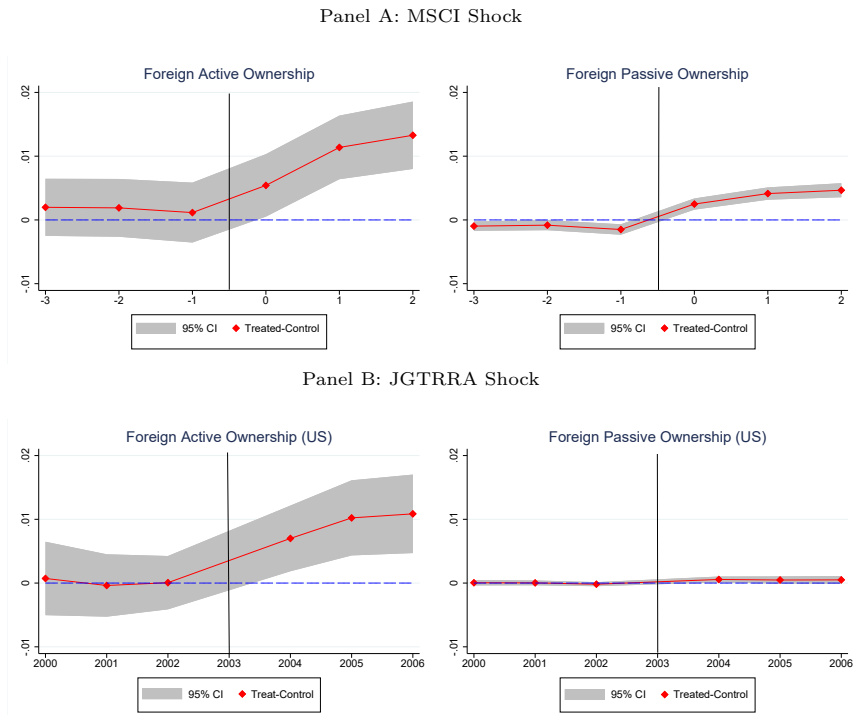 Panel A: MSCI Shock
Foreign Active Ownership
.02
.01
0
-.01
-3 -2 -1 0 1 2
95% CI Treated-Control
Foreign Passive Ownership
.02
.01
0
-.01
-3 -2 -1 0 1 2
95% CI Treated-Control
Panel B: JGTRRA Shock
Foreign Active Ownership (US)
.02
.01
0
-.01
2000 2001 2002 2003 2004 2005 2006
95% CI Treat-Control
Foreign Passive Ownership (US)
.02
.01
0
-.01
2000 2001 2002 2003 2004 2005 2006
95% CI Treated-Control